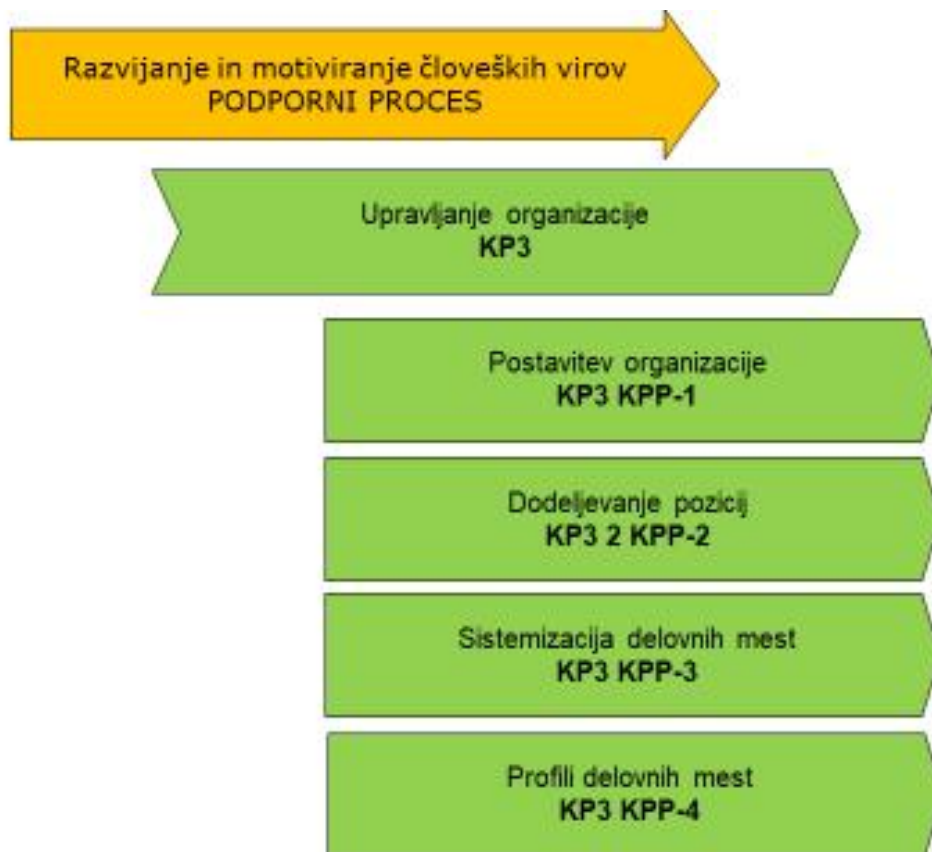 Razvijanje in motiviranje človeških virov
PODPORNI PROCES
Upravljanje organizacije
KP3
Postavitev organizacije
KP3 KPP-1
Dodeljevanje pozicij
KP3 2 KPP-2
Sistemizacija delovnih mest
KP3 KPP-3
Profili delovnih mest
KP3 KPP-4